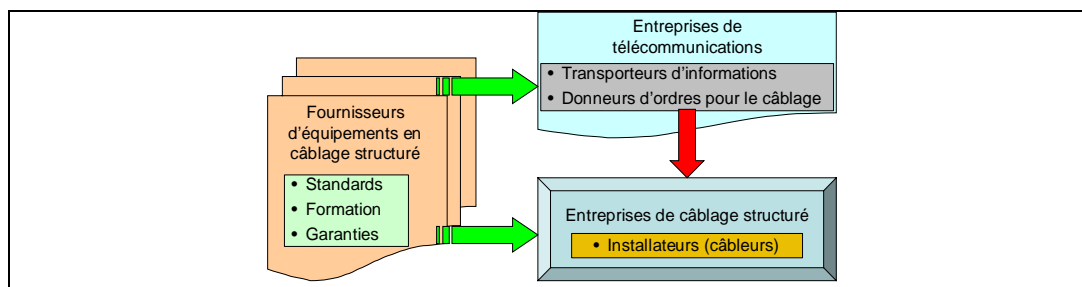 Fournisseurs
d'équipements en
câblage structuré
• Standards
• Formation
• Garanties
Entreprises de
télécommunications
• Transporteurs d'informations
• Donneurs d'ordres pour le câblage
Entreprises de câblage structuré
• Installateurs (câbleurs)